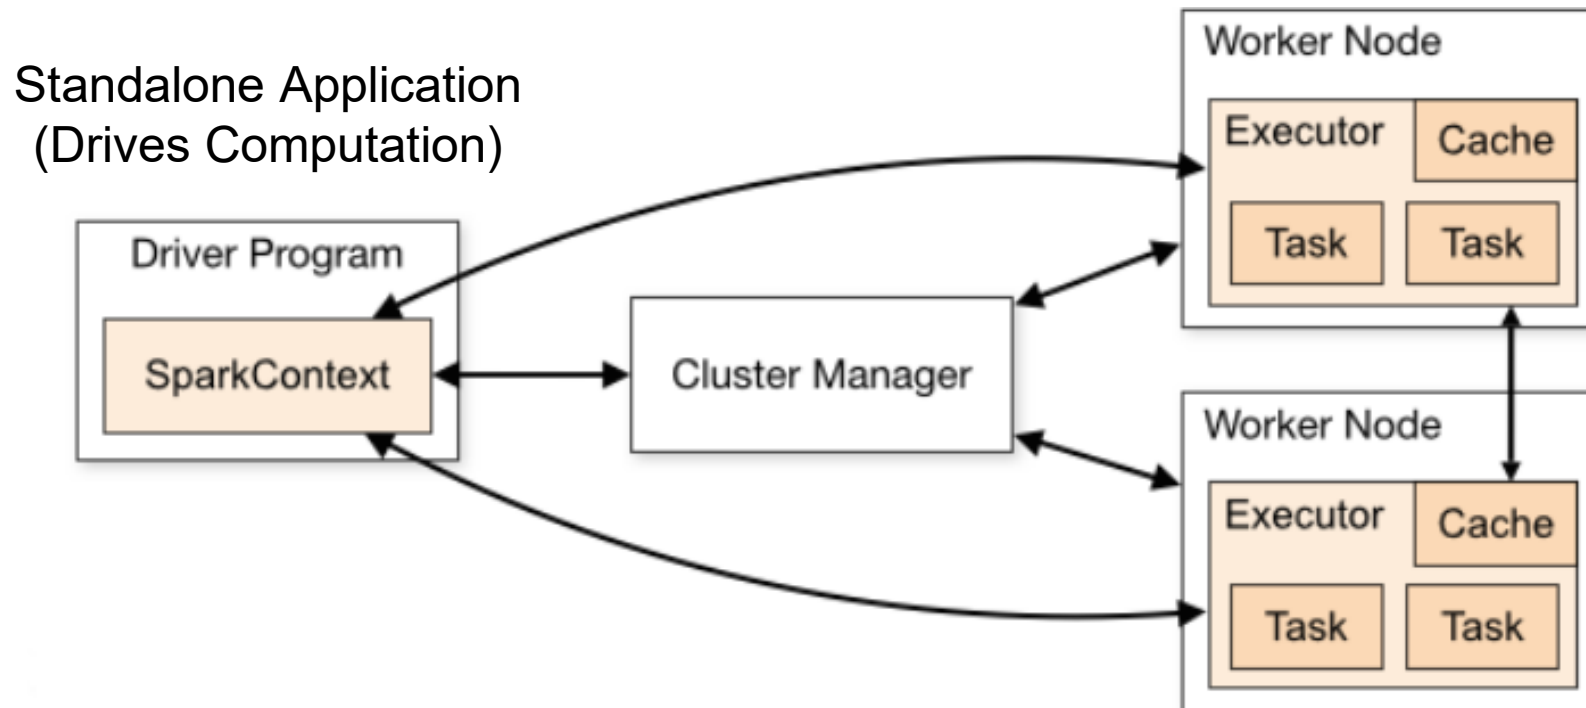 Standalone Application
(Drives Computation)
Driver Program
SparkContext
Cluster Manager
Worker Node
Executor
Cache
Task
Task
Worker Node
Executor
Cache
Task
Task